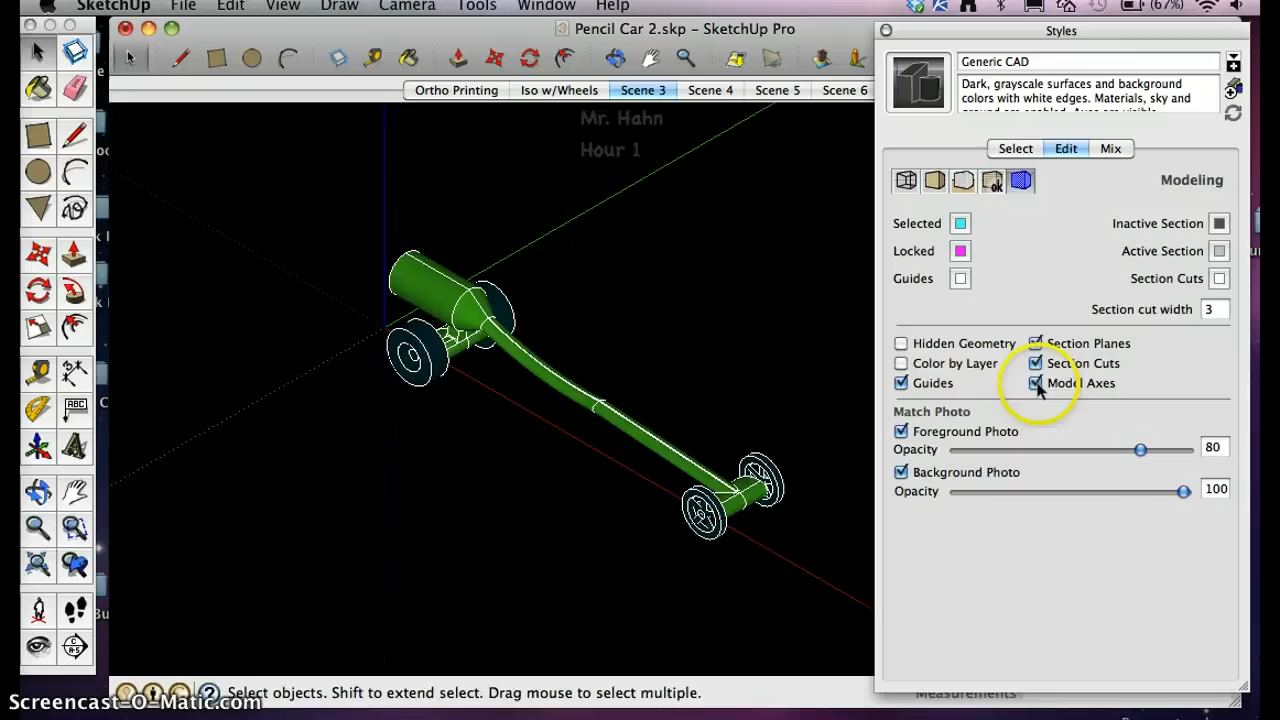 SketchUp File Edit View Draw Camera Tools Window Help (67%)
Pencil Car 2.skp - SketchUp Pro
Styles
Ortho Printing Iso w/Wheels Scene 3 Scene 4 Scene 5 Scene 6
Generic CAD
Dark, grayscale surfaces and background
colors with white edges. Materials, sky and
Mr. Hahn
Hour 1
Select Edit Mix
ok Modeling
Selected Inactive Section
Locked Active Section
Guides Section Cuts
Section cut width 3
Hidden Geometry Section Planes
Color by Layer Section Cuts
Guides Model Axes
Match Photo
Foreground Photo
Opacity 80
Background Photo
Opacity 100
ABC
A
Select objects. Shift to extend select. Drag mouse to select multiple.
Measurements
Screencast-O-Matic.com